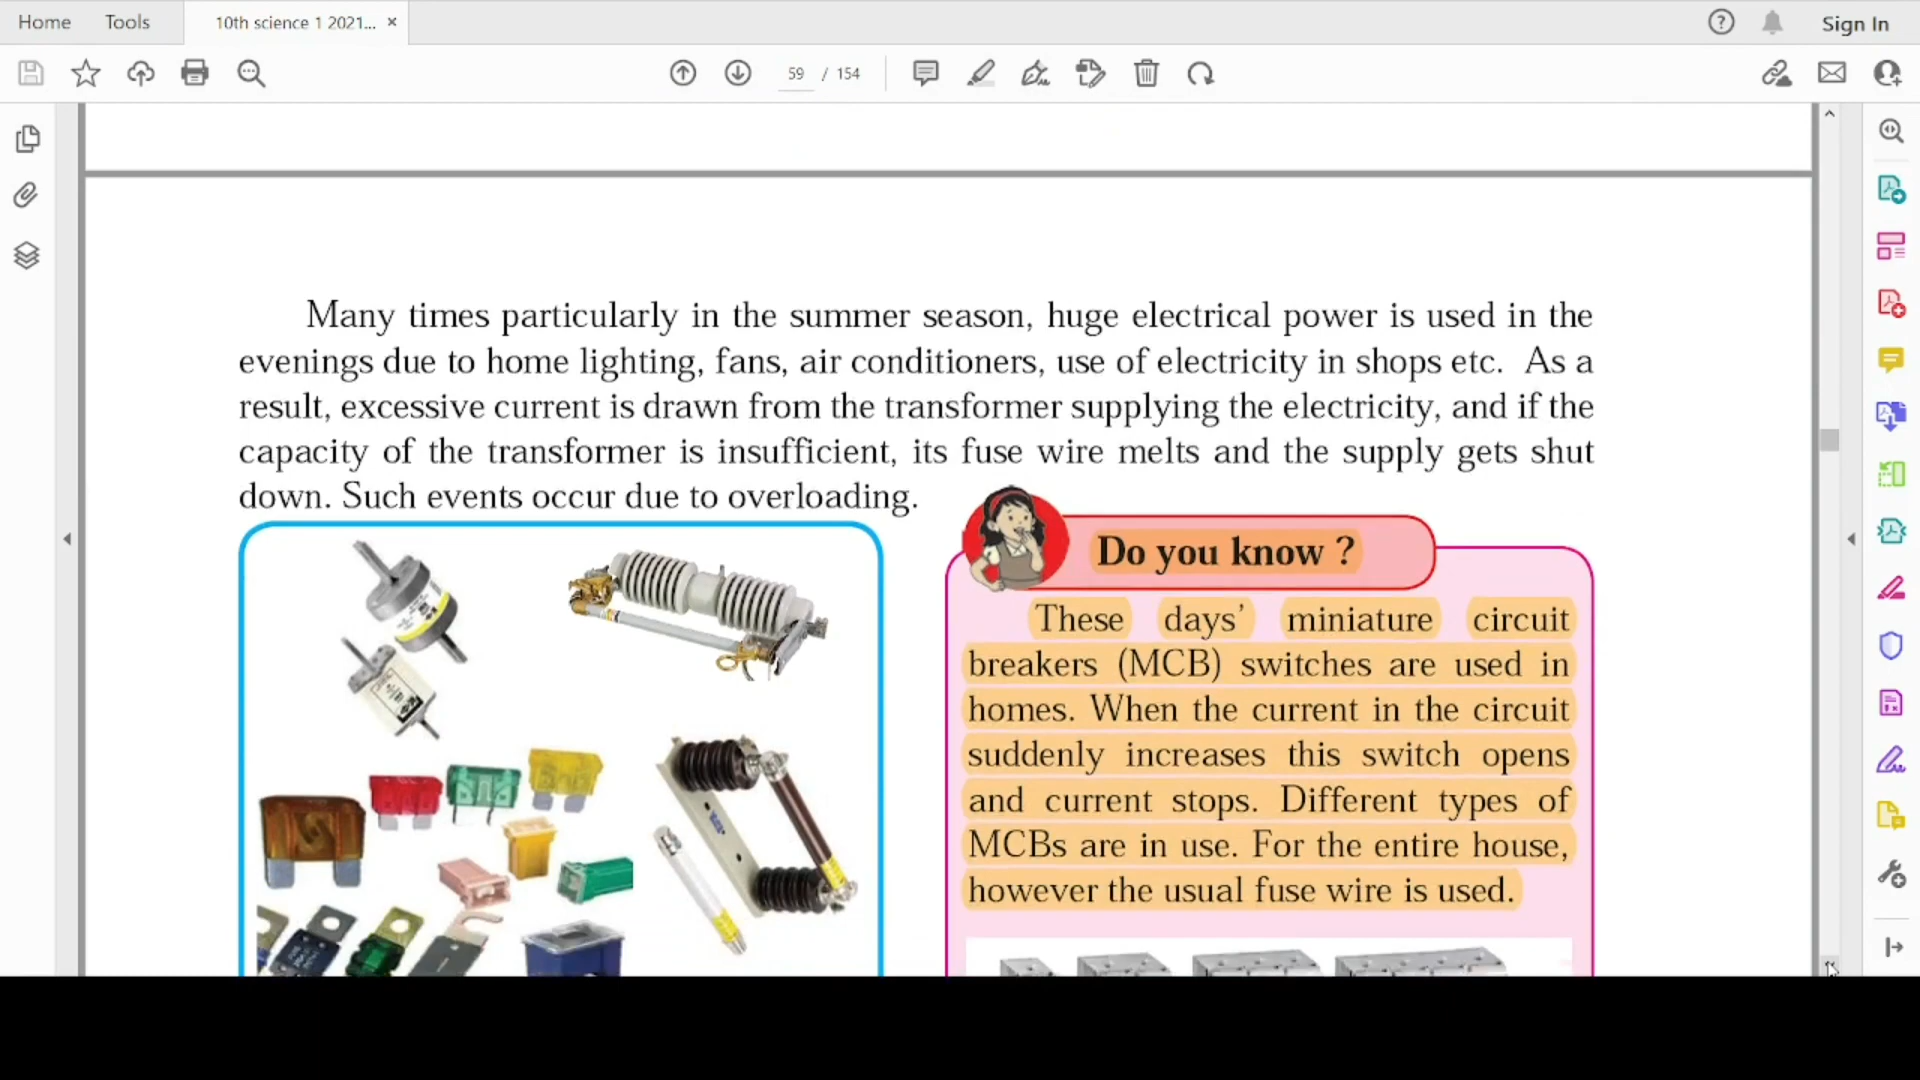 Home Tools 10th science 1 2021... × Sign In
59 / 154
Many times particularly in the summer season, huge electrical power is used in the
evenings due to home lighting, fans, air conditioners, use of electricity in shops etc. As a
result, excessive current is drawn from the transformer supplying the electricity, and if the
capacity of the transformer is insufficient, its fuse wire melts and the supply gets shut
down. Such events occur due to overloading.
Do you know ?
These days’ miniature circuit
breakers (MCB) switches are used in
homes. When the current in the circuit
suddenly increases this switch opens
and current stops. Different types of
MCBs are in use. For the entire house,
however the usual fuse wire is used.